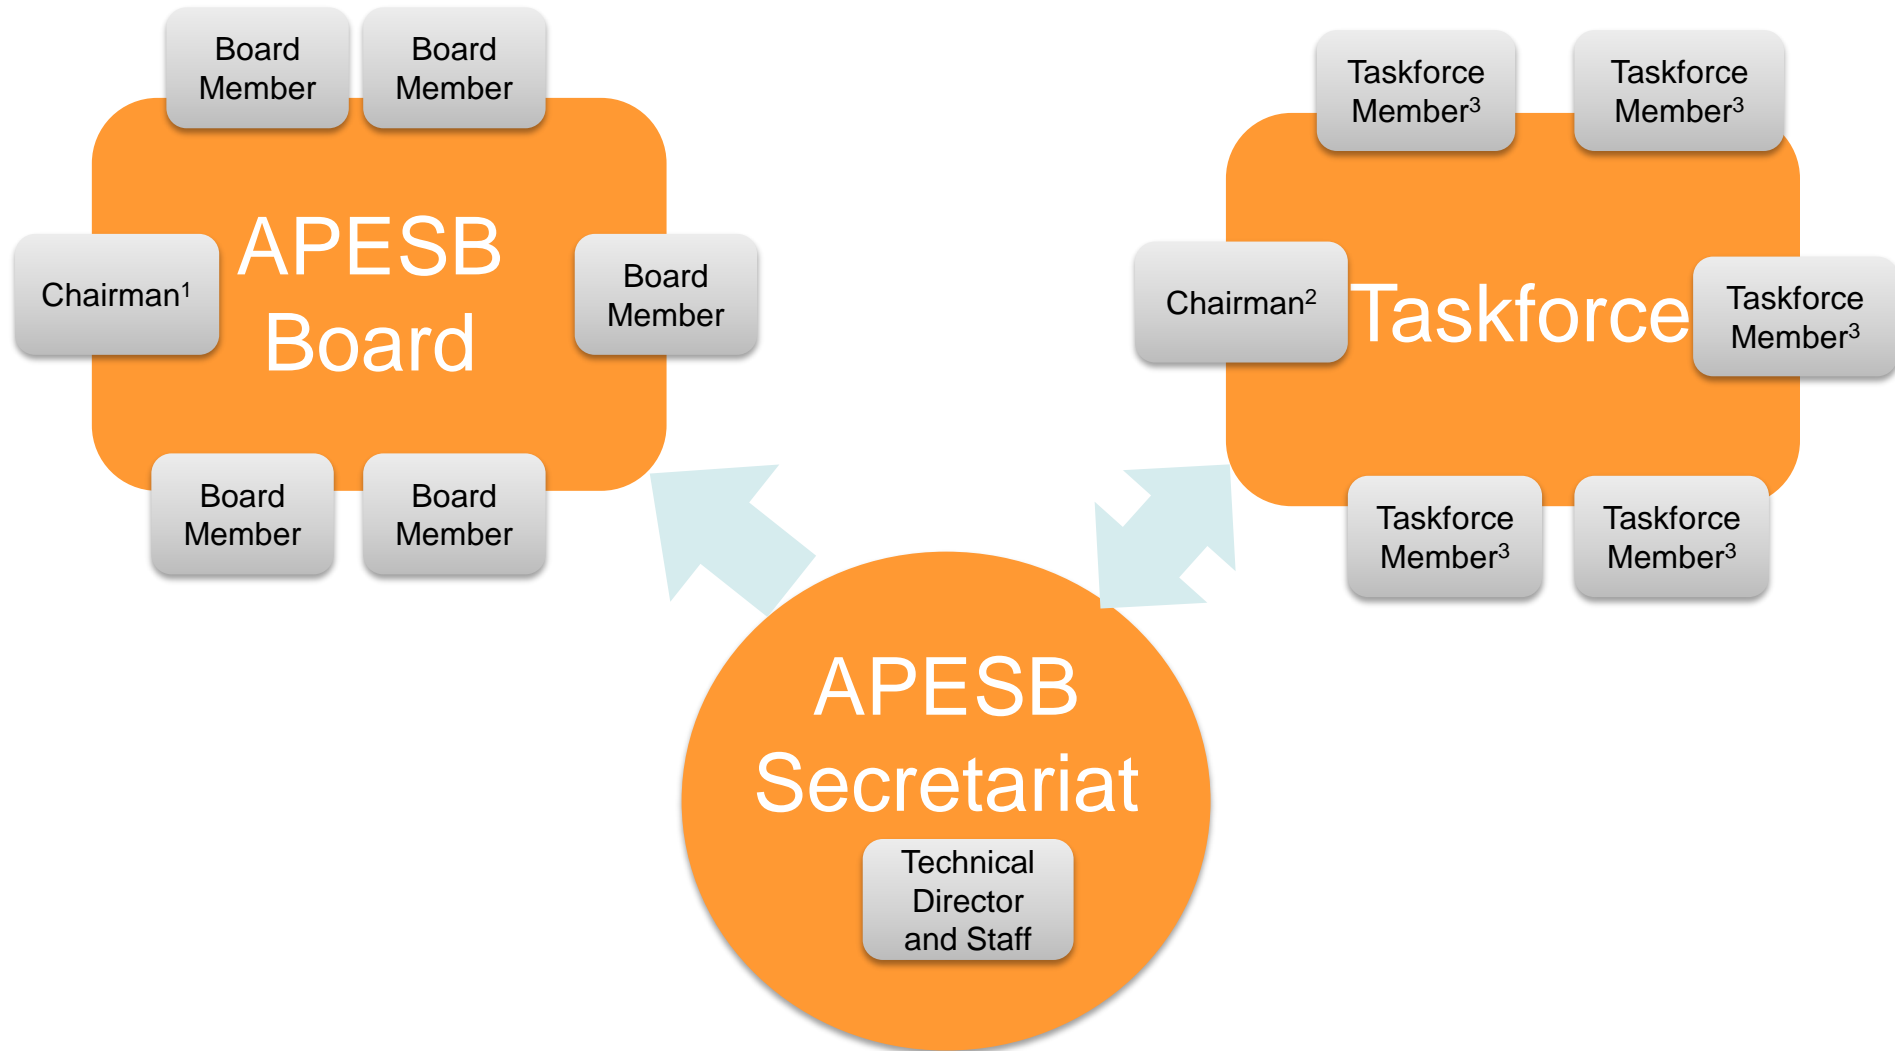 Board
Member
Board
Member
APESB
Board
Chairman¹
Board
Member
Board
Member
Board
Member
Taskforce
Member³
Taskforce
Member³
Chairman²
Taskforce
Taskforce
Member³
Taskforce
Member³
Taskforce
Member³
APESB
Secretariat
Technical
Director
and Staff